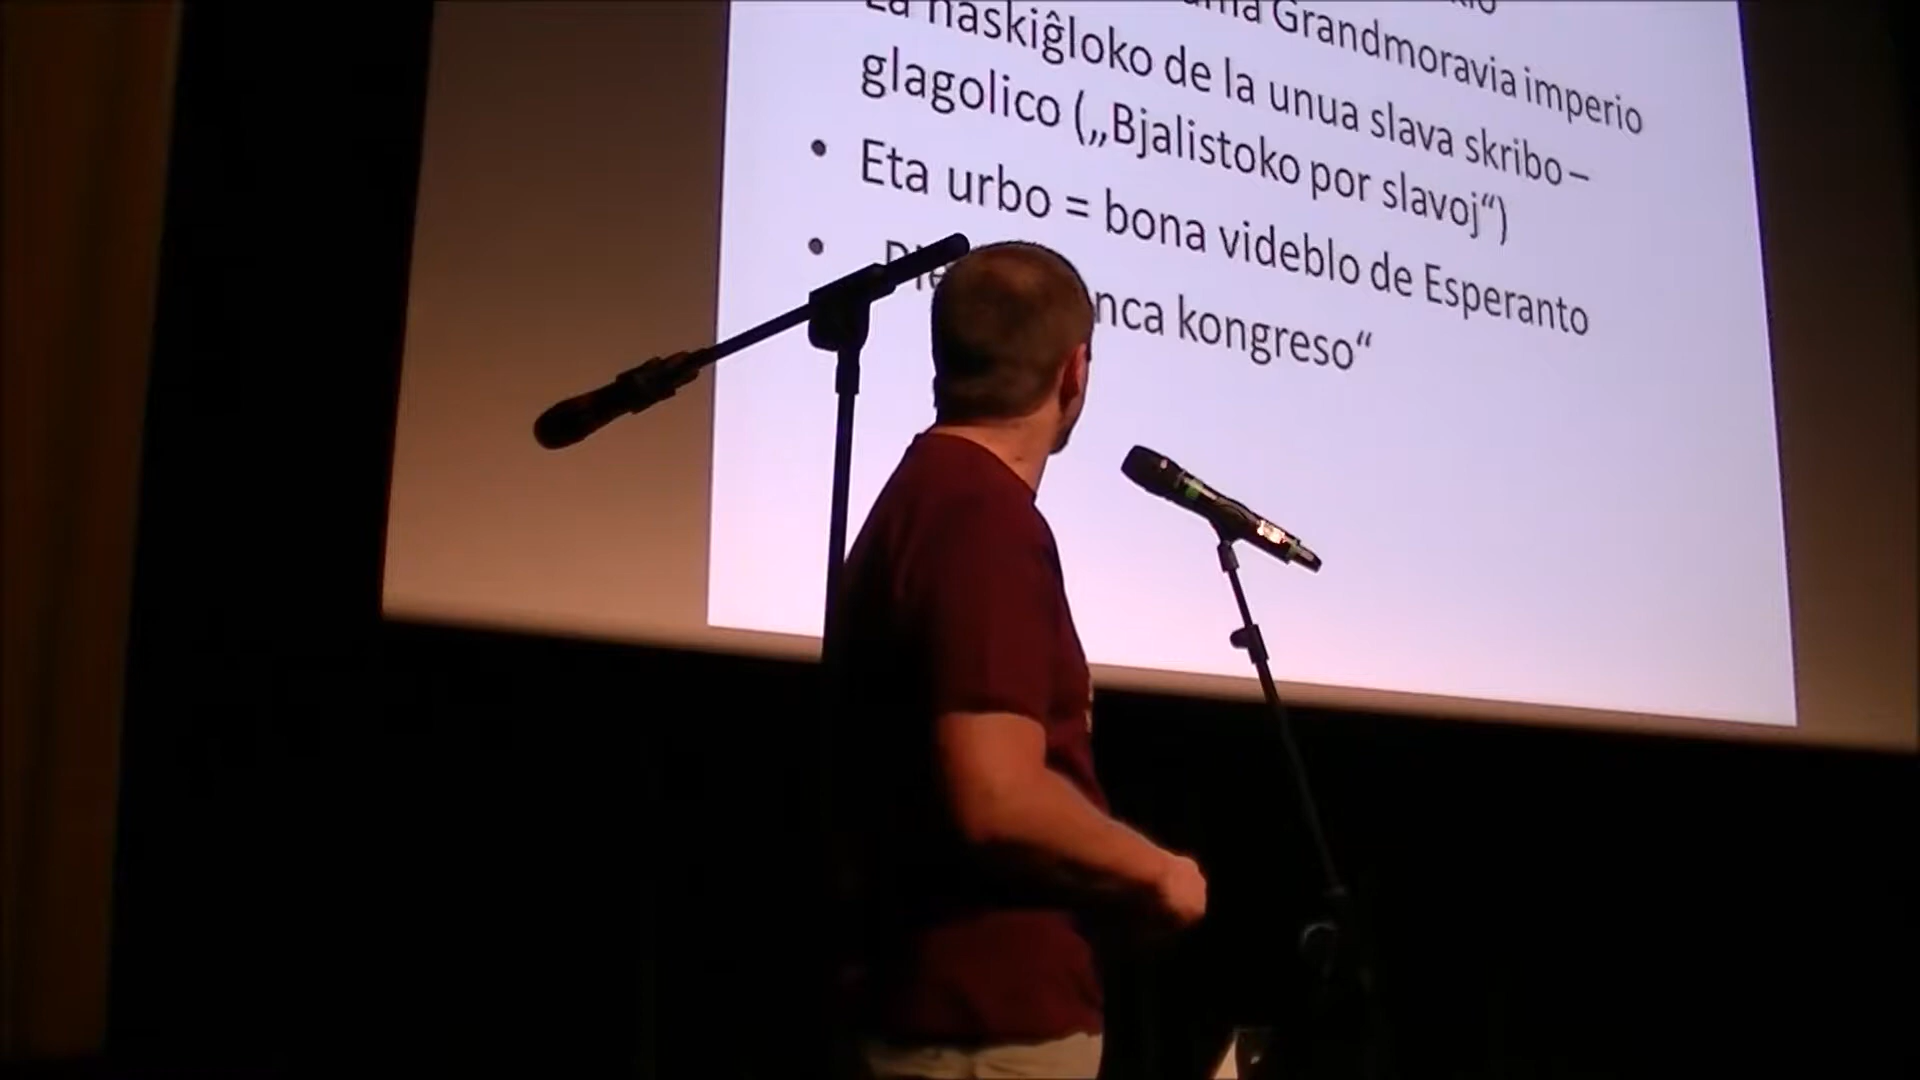 Grandmoravia imperio
La naskiĝloko de la unua slava skribo –
glagolico („Bjalistoko por slavoj“)
• Eta urbo = bona videblo de Esperanto
• kongreso“